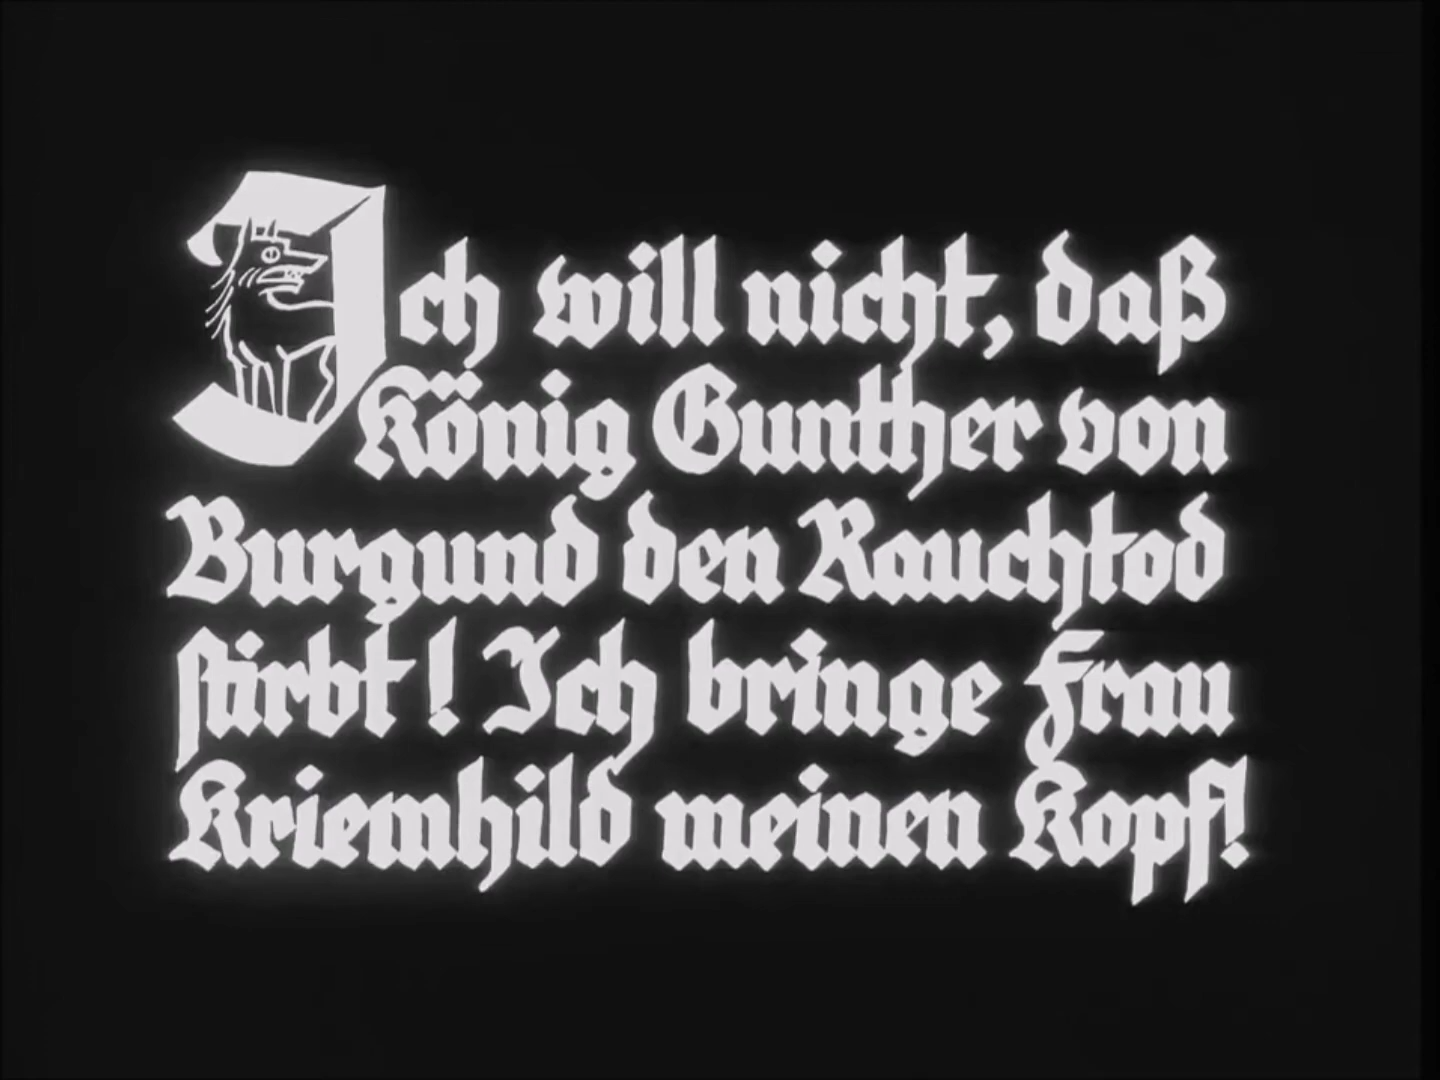 Ich will nicht, daß
König Gunther von
Burgund den Rauchtod
stirbt! Ich bringe Frau
Kriemhild meinen Kopf!